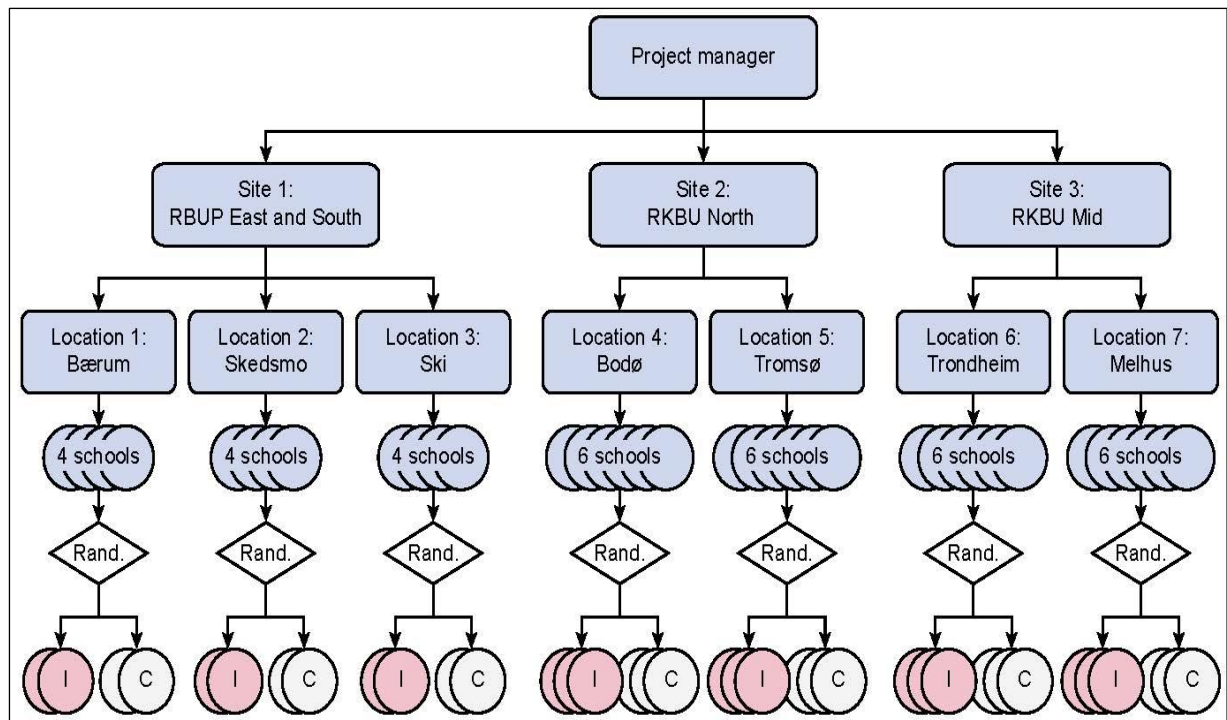 Project manager
Site 1:
RBUP East and South
Site 2:
RKBU North
Site 3:
RKBU Mid
Location 1:
Bærum
Location 2:
Skedsmo
Location 3:
Ski
Location 4:
Bodø
Location 5:
Tromsø
Location 6:
Trondheim
Location 7:
Melhus
4 schools
4 schools
4 schools
6 schools
6 schools
6 schools
6 schools
Rand.
Rand.
Rand.
Rand.
Rand.
Rand.
Rand.
I
C
I
C
I
C
I
C
I
C
I
C
I
C